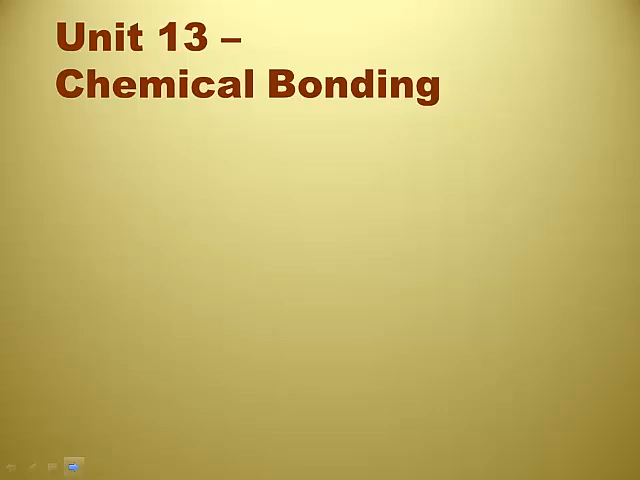 Unit 13 –
Chemical Bonding